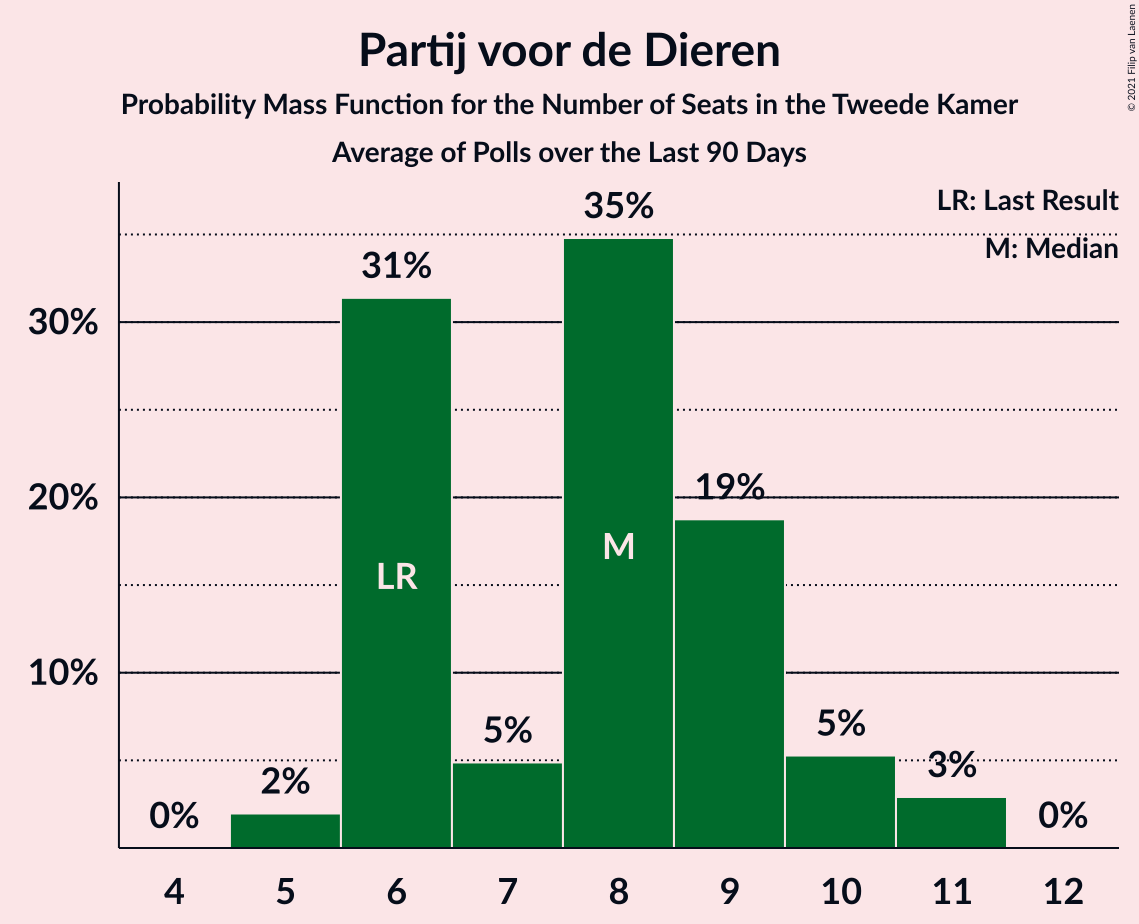 Partij voor de Dieren
Probability Mass Function for the Number of Seats in the Tweede Kamer
Average of Polls over the Last 90 Days
© 2021 Filip van Laenen
LR: Last Result
M: Median
35%
31%
30%
20%
19%
M
LR
10%
5%
5%
3%
2%
0%
0%
4 5 6 7 8 9 10 11 12